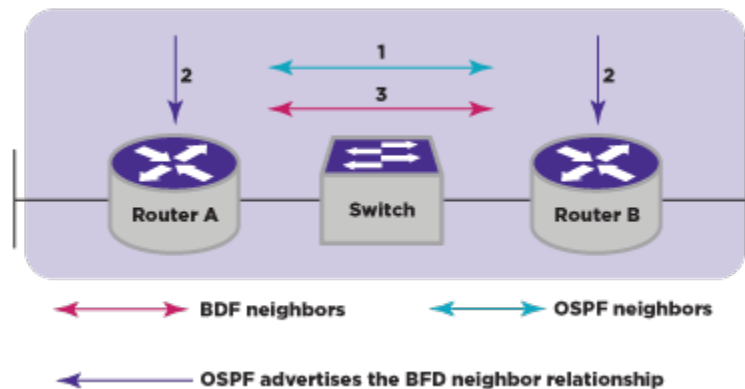 1
2
2
3
Router A
Switch
Router B
BDF neighbors
OSPF neighbors
OSPF advertises the BFD neighbor relationship